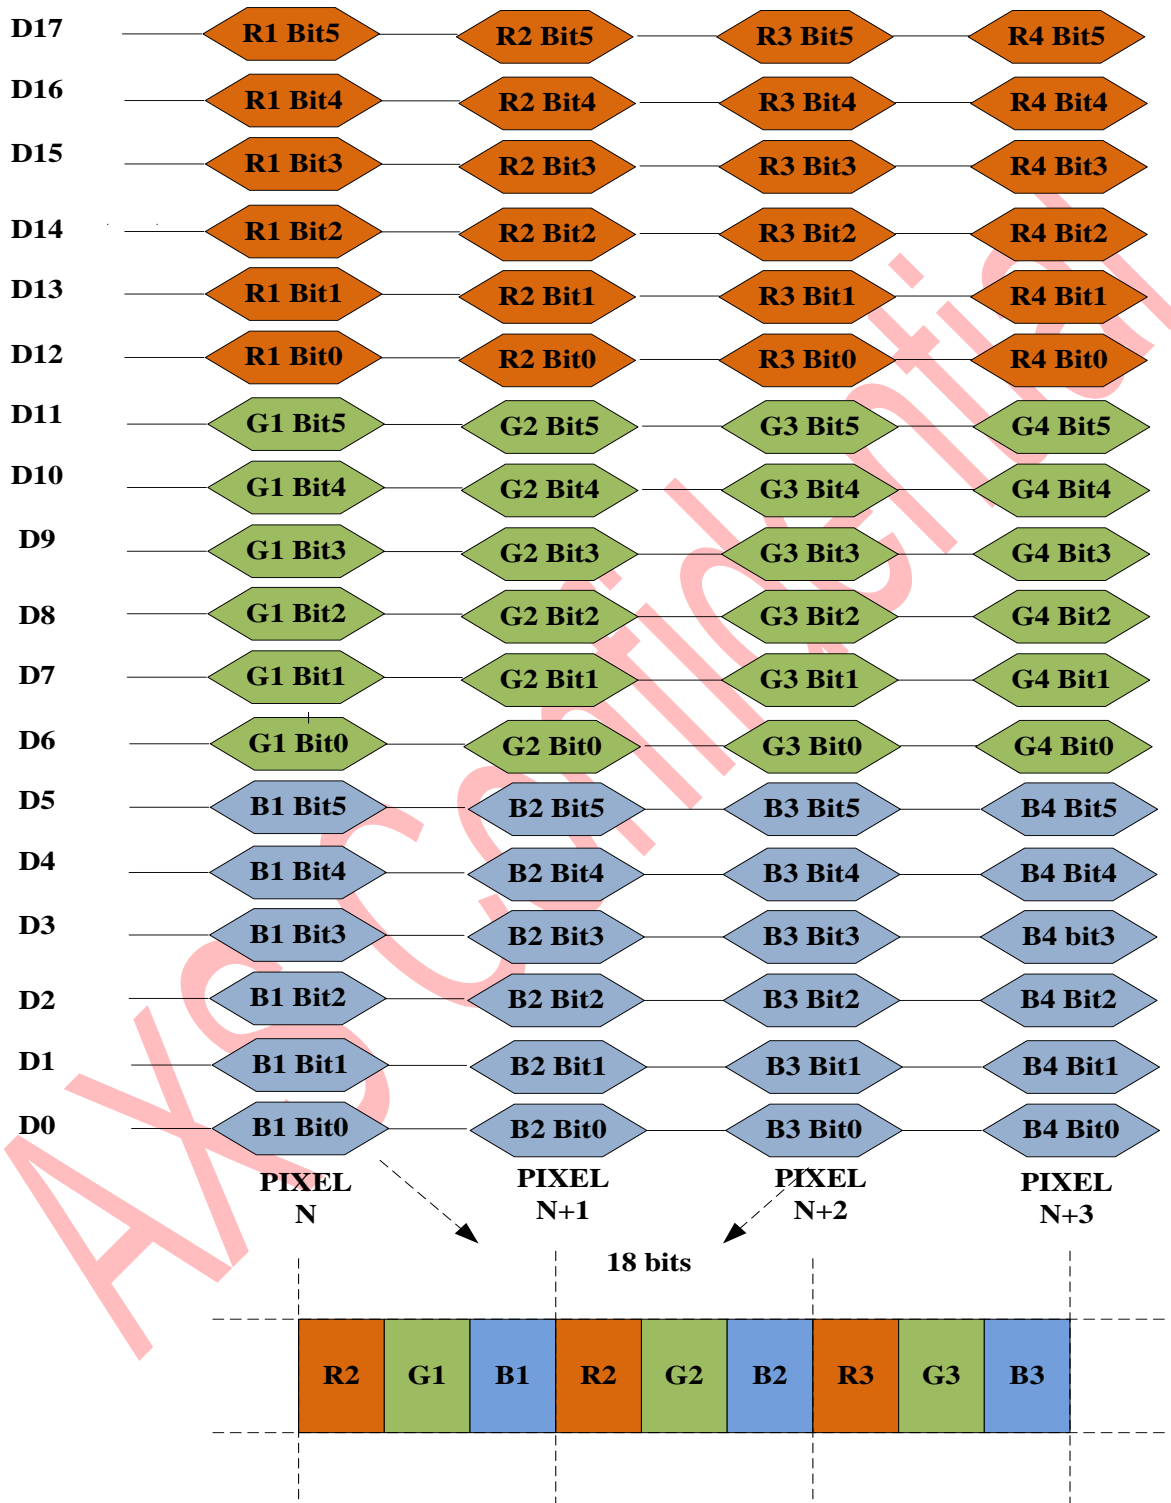 D17 R1 Bit5 R2 Bit5 R3 Bit5 R4 Bit5
D16 R1 Bit4 R2 Bit4 R3 Bit4 R4 Bit4
D15 R1 Bit3 R2 Bit3 R3 Bit3 R4 Bit3
D14 R1 Bit2 R2 Bit2 R3 Bit2 R4 Bit2
D13 R1 Bit1 R2 Bit1 R3 Bit1 R4 Bit1
D12 R1 Bit0 R2 Bit0 R3 Bit0 R4 Bit0
D11 G1 Bit5 G2 Bit5 G3 Bit5 G4 Bit5
D10 G1 Bit4 G2 Bit4 G3 Bit4 G4 Bit4
D9 G1 Bit3 G2 Bit3 G3 Bit3 G4 Bit3
D8 G1 Bit2 G2 Bit2 G3 Bit2 G4 Bit2
D7 G1 Bit1 G2 Bit1 G3 Bit1 G4 Bit1
D6 G1 Bit0 G2 Bit0 G3 Bit0 G4 Bit0
D5 B1 Bit5 B2 Bit5 B3 Bit5 B4 Bit5
D4 B1 Bit4 B2 Bit4 B3 Bit4 B4 Bit4
D3 B1 Bit3 B2 Bit3 B3 Bit3 B4 bit3
D2 B1 Bit2 B2 Bit2 B3 Bit2 B4 Bit2
D1 B1 Bit1 B2 Bit1 B3 Bit1 B4 Bit1
D0 B1 Bit0 B2 Bit0 B3 Bit0 B4 Bit0
PIXEL PIXEL PIXEL PIXEL
N N+1 N+2 N+3
18 bits
R2 G1 B1 R2 G2 B2 R3 G3 B3
AXS Confidential